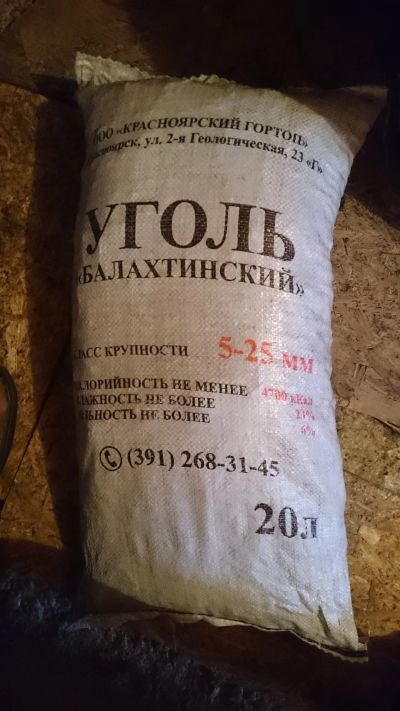 ООО «КРАСНОЯРСКИЙ ГОРТОП»
Красноярск, ул. 2-я Геологическая, 23 «Г»
УГОЛЬ
«БАЛАХТИНСКИЙ»
КЛАСС КРУПНОСТИ 5-25 мм
КАЛОРИЙНОСТЬ НЕ МЕНЕЕ 4700 кКал
ВЛАЖНОСТЬ НЕ БОЛЕЕ 23%
ЗОЛЬНОСТЬ НЕ БОЛЕЕ 6%
(391) 268-31-45
20л